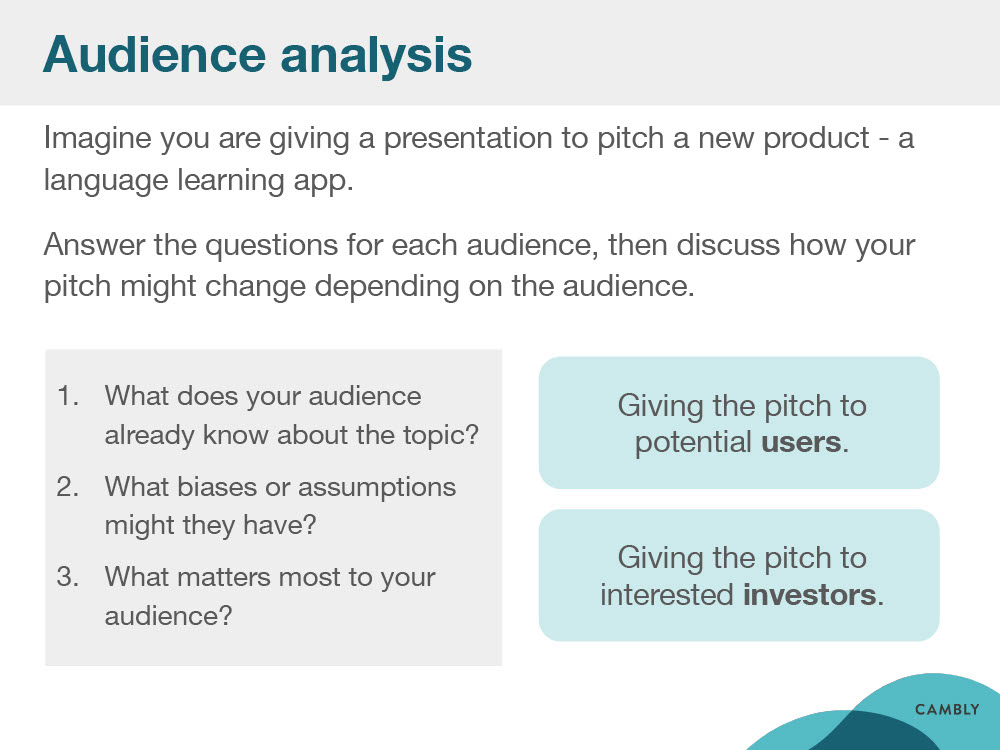 Audience analysis
Imagine you are giving a presentation to pitch a new product - a
language learning app.
Answer the questions for each audience, then discuss how your
pitch might change depending on the audience.
1. What does your audience
already know about the topic?
2. What biases or assumptions
might they have?
3. What matters most to your
audience?
Giving the pitch to
potential users.
Giving the pitch to
interested investors.
CAMBLY